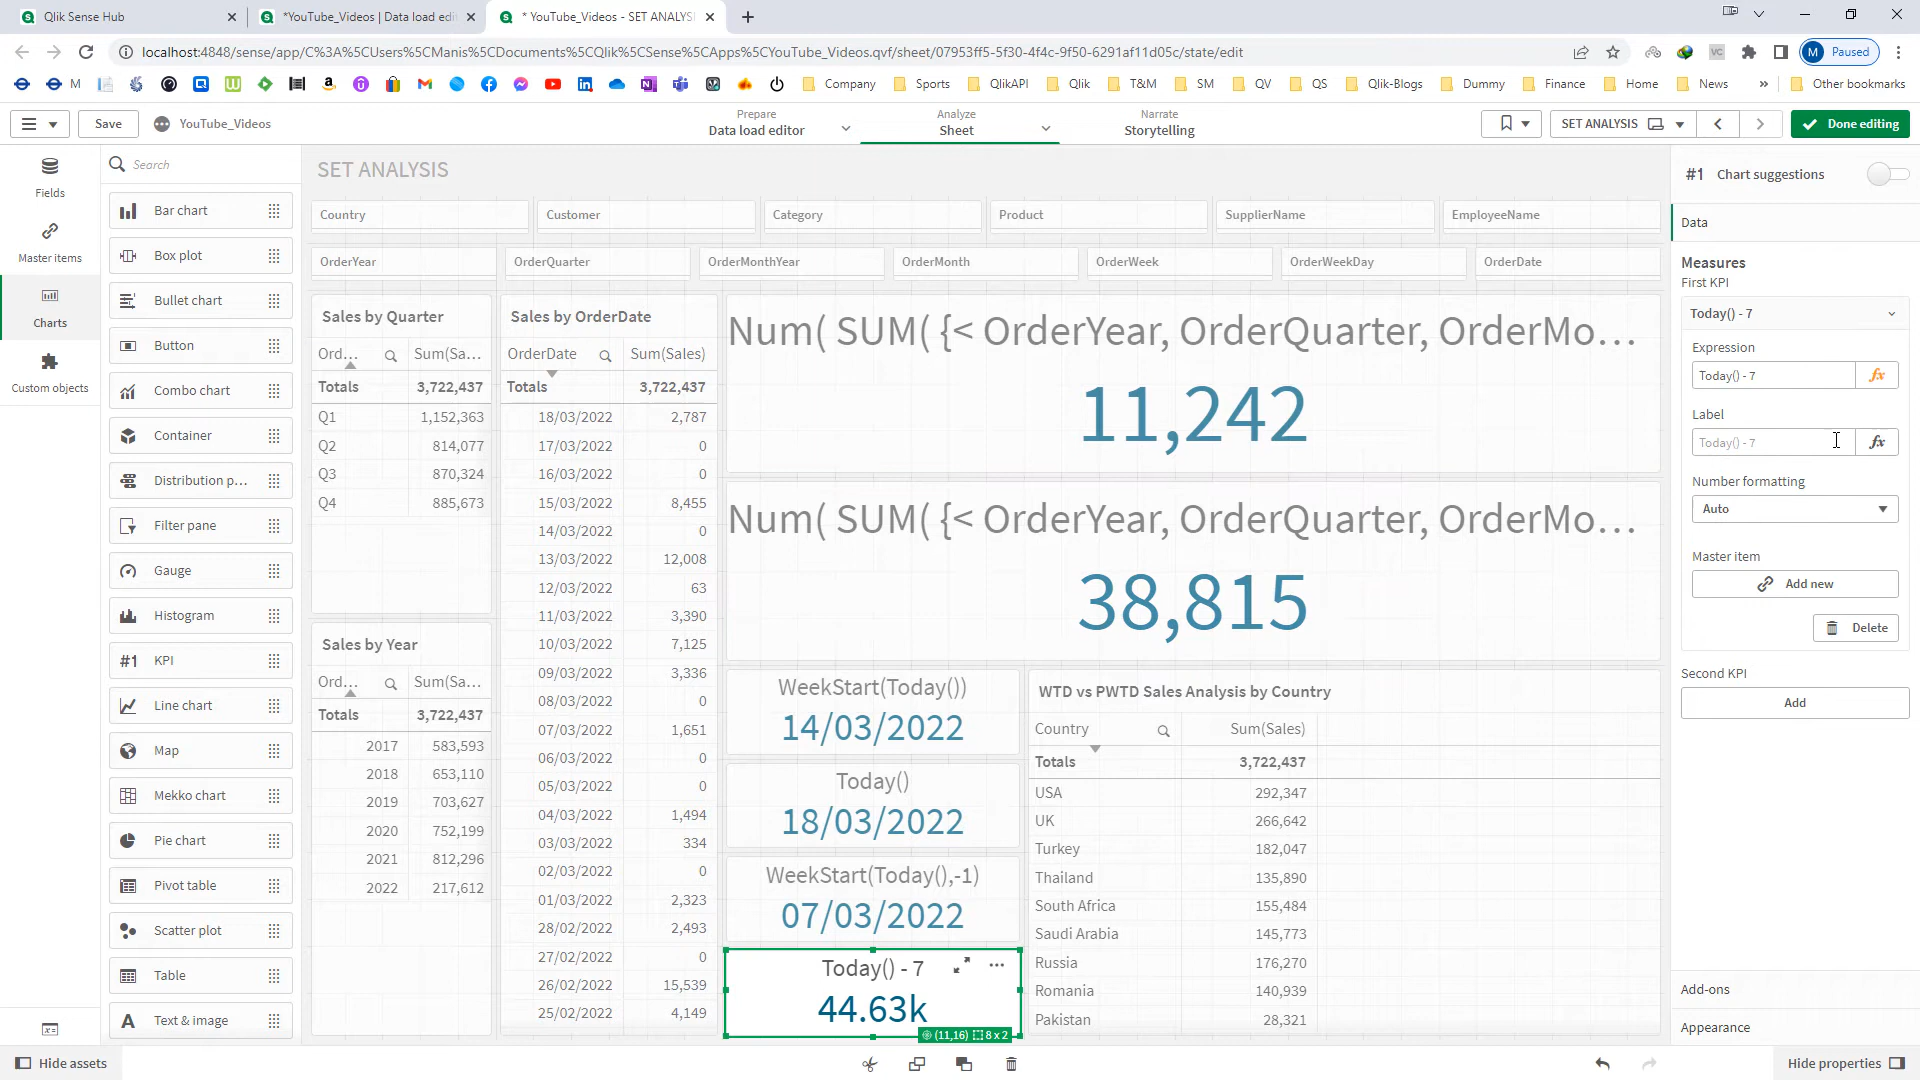 Qlik Sense Hub
*YouTube_Videos | Data load edi
* YouTube_Videos - SET ANALYSIS
localhost:4848/sense/app/C%3A%5CUsers%5CManis%5CDocuments%5CQlik%5CSense%5CApps%5CYouTube_Videos.qvf/sheet/07953ff5-5f30-4f4c-9f50-6291af11d05c/state/edit
M Paused
M
Company
Sports
QlikAPI
Qlik
T&M
SM
QV
QS
Qlik-Blogs
Dummy
Finance
Home
News
»
Other bookmarks
Save
YouTube_Videos
Prepare
Data load editor
Analyze
Sheet
Narrate
Storytelling
SET ANALYSIS
Done editing
Fields
Master items
Charts
Custom objects
Search
Bar chart
Box plot
Bullet chart
Button
Combo chart
Container
Distribution p...
Filter pane
Gauge
Histogram
#1 KPI
Line chart
Map
Mekko chart
Pie chart
Pivot table
Scatter plot
Table
A Text & image
SET ANALYSIS
Country
Customer
Category
Product
SupplierName
EmployeeName
OrderYear
OrderQuarter
OrderMonthYear
OrderMonth
OrderWeek
OrderWeekDay
OrderDate
Sales by Quarter
Ord... Sum(Sa...
Totals 3,722,437
Q1 1,152,363
Q2 814,077
Q3 870,324
Q4 885,673
Sales by Year
Ord... Sum(Sa...
Totals 3,722,437
2017 583,593
2018 653,110
2019 703,627
2020 752,199
2021 812,296
2022 217,612
Sales by OrderDate
OrderDate Sum(Sales)
Totals 3,722,437
18/03/2022 2,787
17/03/2022 0
16/03/2022 0
15/03/2022 8,455
14/03/2022 0
13/03/2022 12,008
12/03/2022 63
11/03/2022 3,390
10/03/2022 7,125
09/03/2022 3,336
08/03/2022 0
07/03/2022 1,651
06/03/2022 0
05/03/2022 0
04/03/2022 1,494
03/03/2022 334
02/03/2022 0
01/03/2022 2,323
28/02/2022 2,493
27/02/2022 0
26/02/2022 15,539
25/02/2022 4,149
Num( SUM( {< OrderYear, OrderQuarter, OrderMo...
11,242
Num( SUM( {< OrderYear, OrderQuarter, OrderMo...
38,815
WeekStart(Today())
14/03/2022
Today()
18/03/2022
WeekStart(Today(),-1)
07/03/2022
Today() - 7
44.63k
(11,16) 8 x 2
WTD vs PWTD Sales Analysis by Country
Country Sum(Sales)
Totals 3,722,437
USA 292,347
UK 266,642
Turkey 182,047
Thailand 135,890
South Africa 155,484
Saudi Arabia 145,773
Russia 176,270
Romania 140,939
Pakistan 28,321
#1 Chart suggestions
Data
Measures
First KPI
Today() - 7
Expression
Today() - 7
fx
Label
Today() - 7
fx
Number formatting
Auto
Master item
Add new
Delete
Second KPI
Add
Add-ons
Appearance
Hide assets
Hide properties